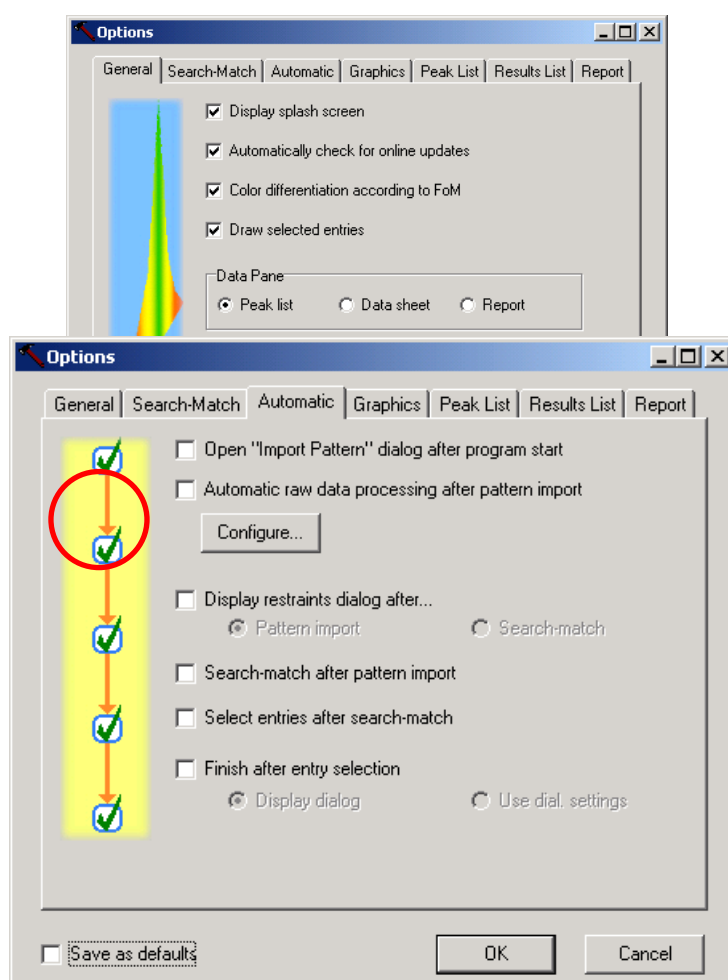 Options
General Search-Match Automatic Graphics Peak List Results List Report
Display splash screen
Automatically check for online updates
Color differentiation according to FoM
Draw selected entries
Data Pane
Peak list Data sheet Report
Options
General Search-Match Automatic Graphics Peak List Results List Report
Open "Import Pattern" dialog after program start
Automatic raw data processing after pattern import
Configure...
Display restraints dialog after...
Pattern import Search-match
Search-match after pattern import
Select entries after search-match
Finish after entry selection
Display dialog Use dial. settings
Save as defaults OK Cancel